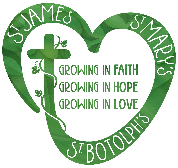 ST JAMES
ST MARY'S
GROWING IN FAITH
GROWING IN HOPE
GROWING IN LOVE
ST BOTOLPH'S